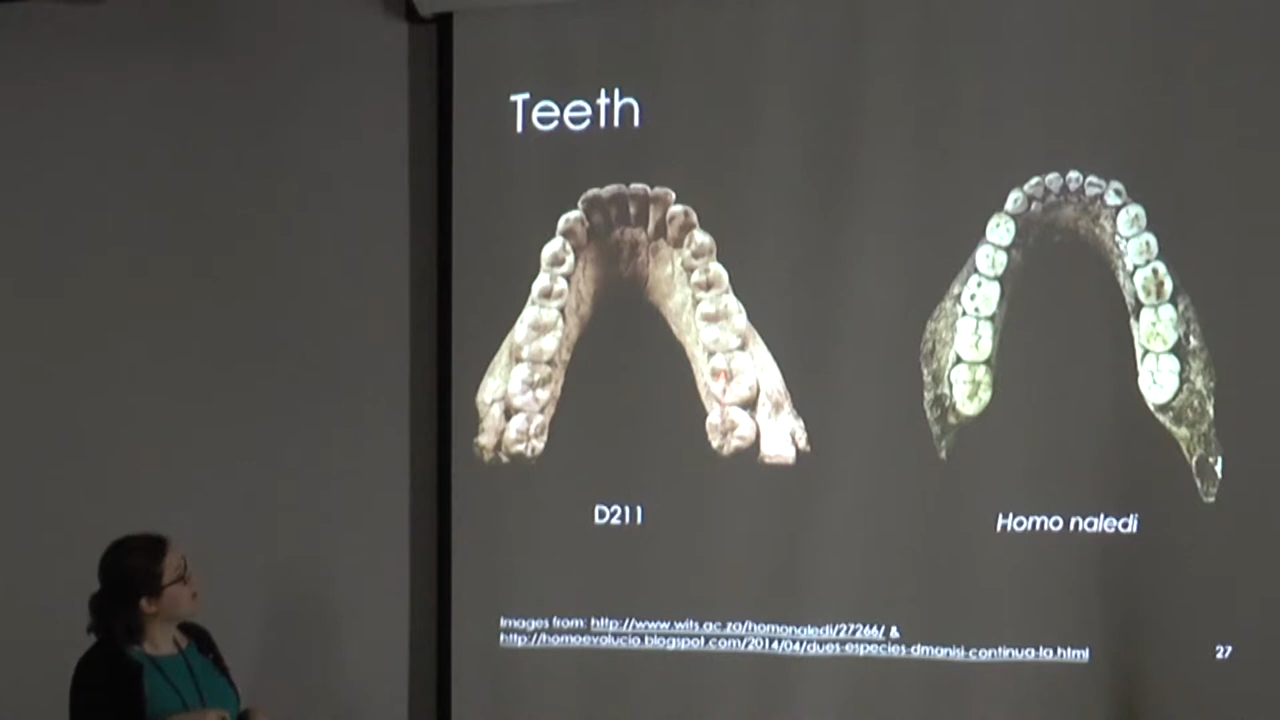 Teeth
D211
Homo naledi
Images from: http://www.wits.ac.za/homonaledi/27266/ &
http://homoevolucio.blogspot.com/2014/04/dues-especies-dmanisi-continua-la.html
27